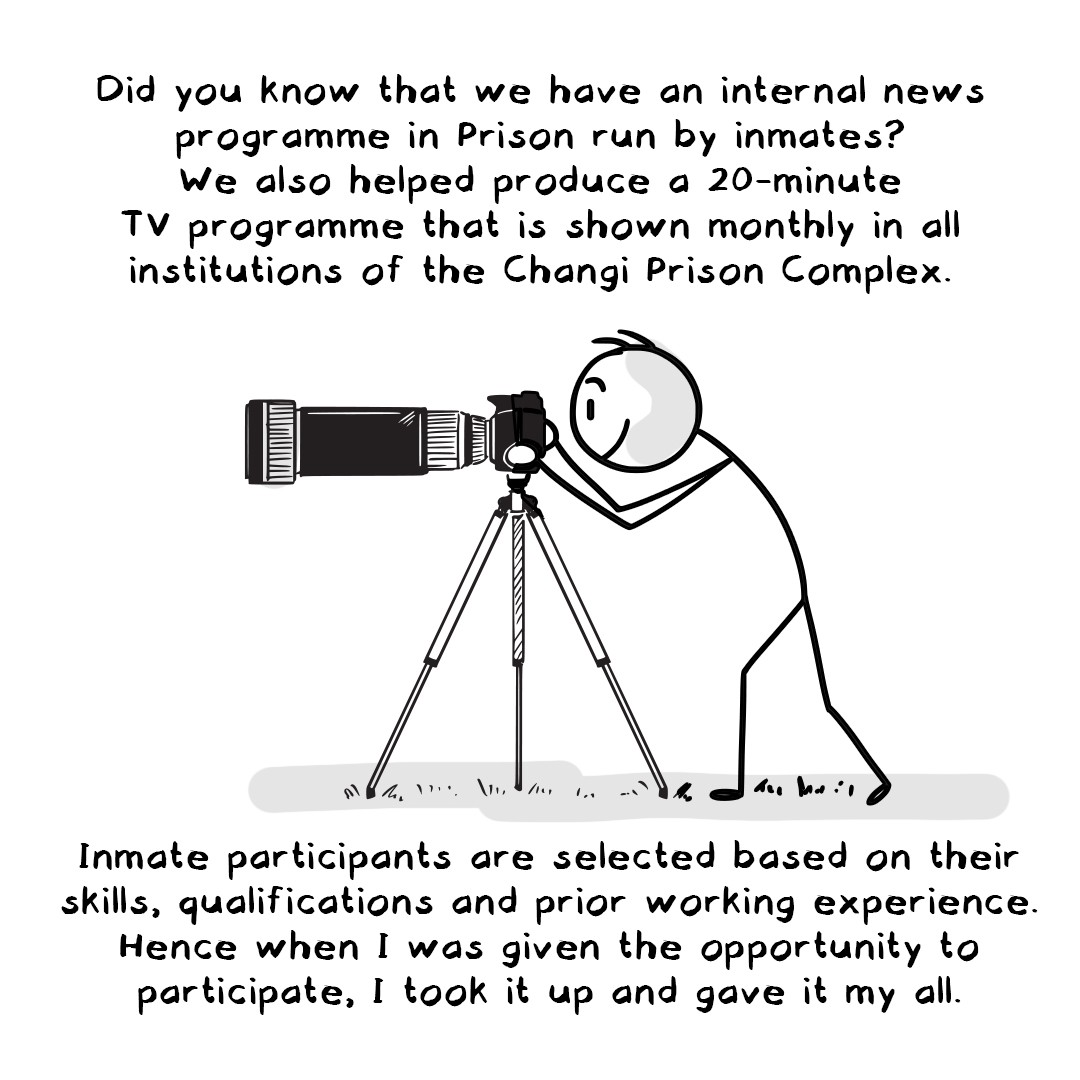 Did you know that we have an internal news
programme in Prison run by inmates?
We also helped produce a 20-minute
TV programme that is shown monthly in all
institutions of the Changi Prison Complex.
Inmate participants are selected based on their
skills, qualifications and prior working experience.
Hence when I was given the opportunity to
participate, I took it up and gave it my all.